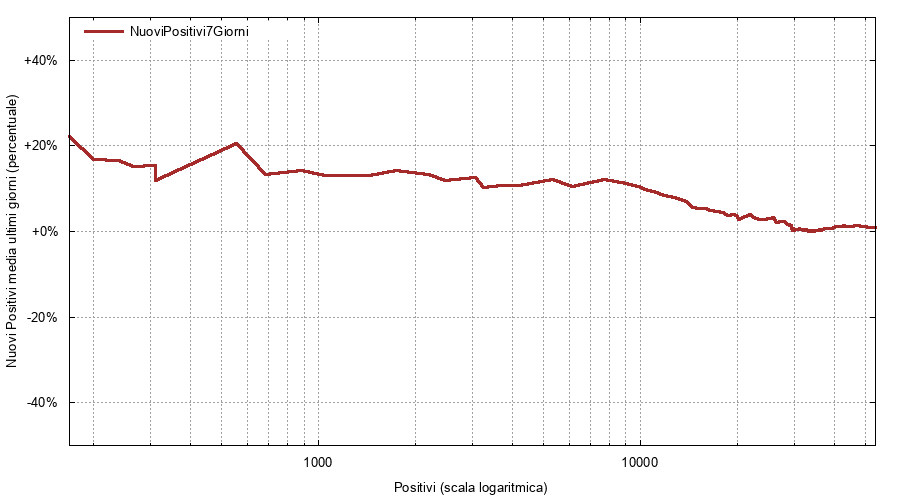 NuoviPositivi7Giorni
+40%
+20%
+0%
-20%
-40%
Nuovi Positivi media ultimi giorni (percentuale)
1000
10000
Positivi (scala logaritmica)